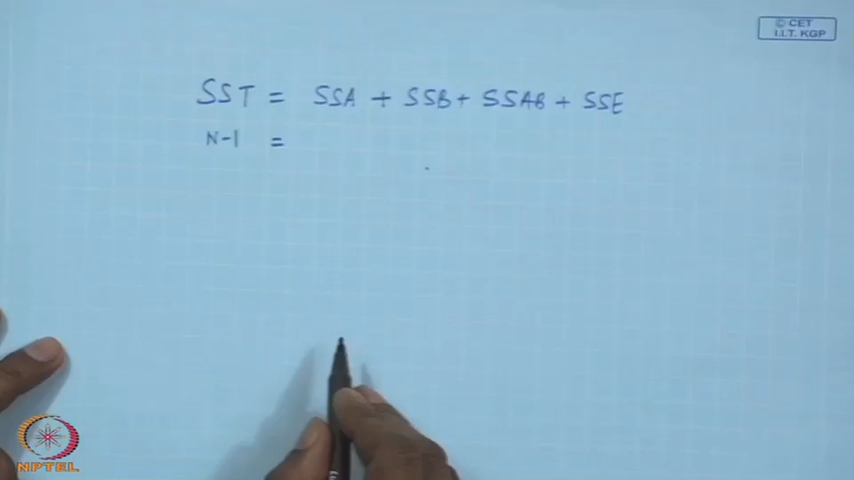 © CET
I.I.T. KGP
SST = SSA + SSB + SSAB + SSE
N-1 =
NPTEL